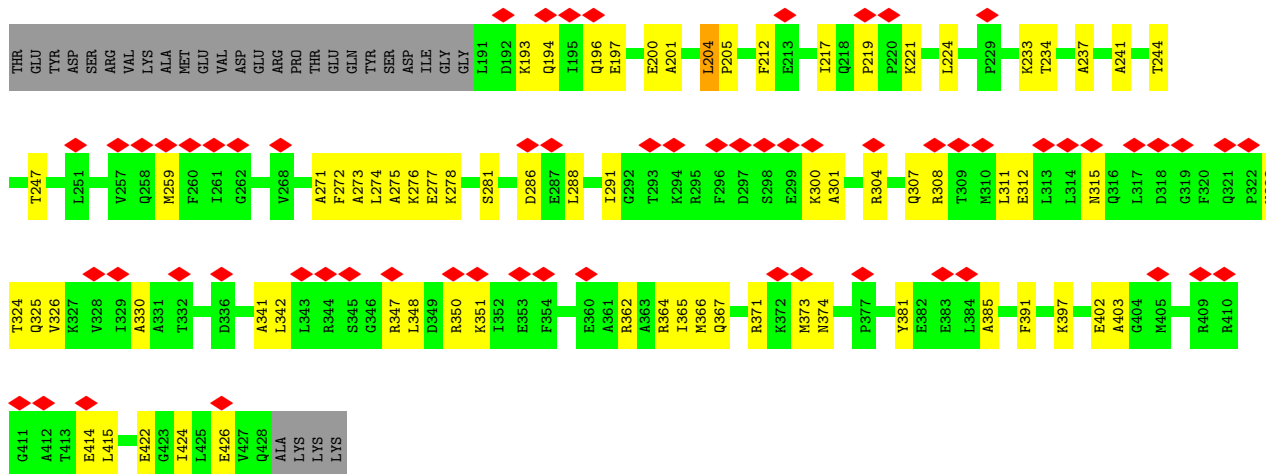 THR GLU TYR ASP SER ARG VAL LYS ALA MET GLU VAL ASP GLU ARG PRO THR GLU GLN TYR SER ASP ILE GLY GLY L191 D192 K193 Q194 I195 Q196 E197 E200 A201 L204 P205 F212 E213 I217 Q218 P219 P220 K221 L224 P229 K233 T234 A237 A241 T244
T247 L251 V257 Q258 M259 F260 I261 G262 V268 A271 F272 A273 L274 A275 K276 E277 K278 S281 D286 E287 L288 I291 G292 T293 K294 R295 F296 D297 S298 E299 K300 A301 R304 Q307 R308 T309 M310 L311 E312 L313 L314 N315 Q316 L317 D318 G319 F320 Q321 P322
T324 Q325 V326 K327 V328 I329 A330 A331 T332 D336 A341 L342 L343 R344 S345 G346 R347 L348 D349 R350 K351 I352 E353 F354 E360 A361 R362 A363 R364 I365 M366 Q367 R371 K372 M373 N374 P377 Y381 E382 E383 L384 A385 F391 K397 E402 A403 G404 M405 R409 R410
G411 A412 T413 E414 L415 E422 G423 I424 L425 E426 V427 Q428 ALA LYS LYS LYS